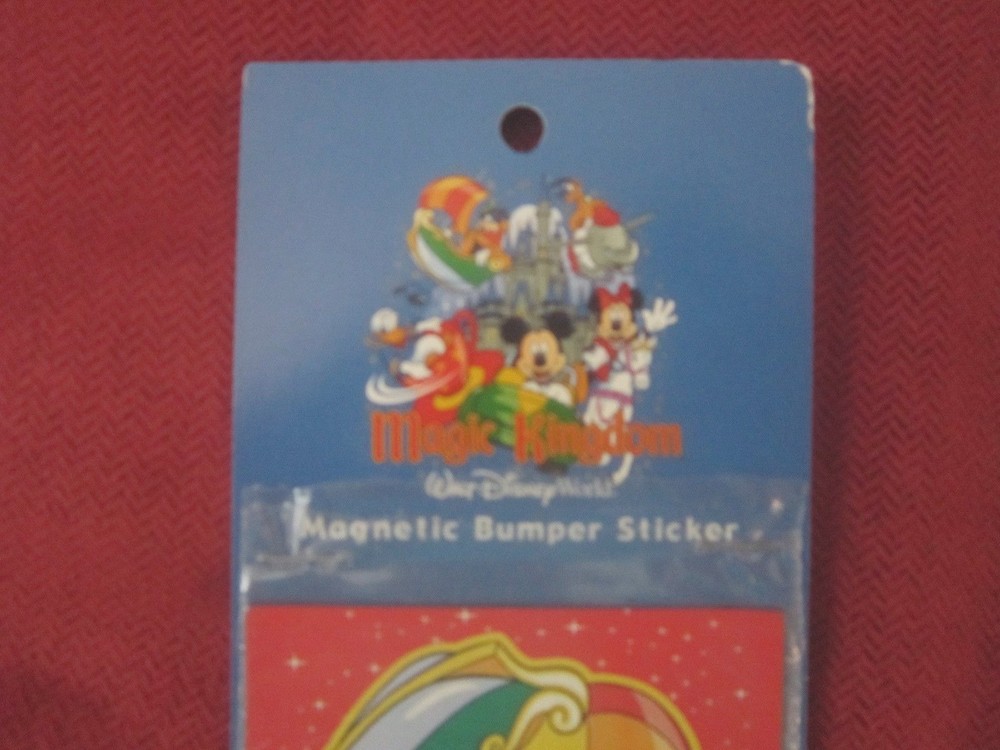 Magic Kingdom
Walt Disney World
Magnetic Bumper Sticker